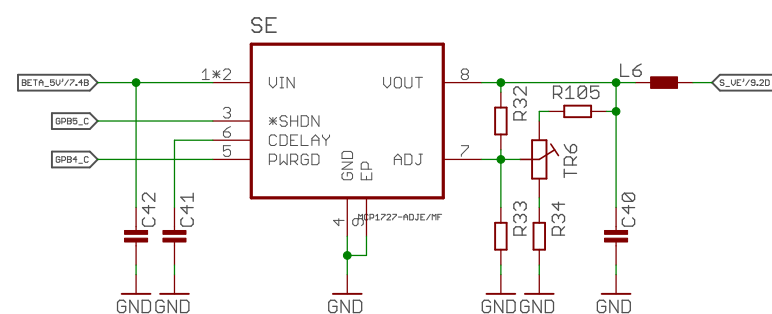 SE
BETA_5V'/7.4B
1*2
VIN
VOUT
8
L6
S_VE'/9.2D
R105
R32
GPB5_C
3
*SHDN
6
CDELAY
GPB4_C
5
PWRGD
GND
EP
ADJ
7
TR6
4
9
MCP1727-ADJE/MF
C42
C41
R33
R34
C40
GND
GND
GND
GND
GND
GND